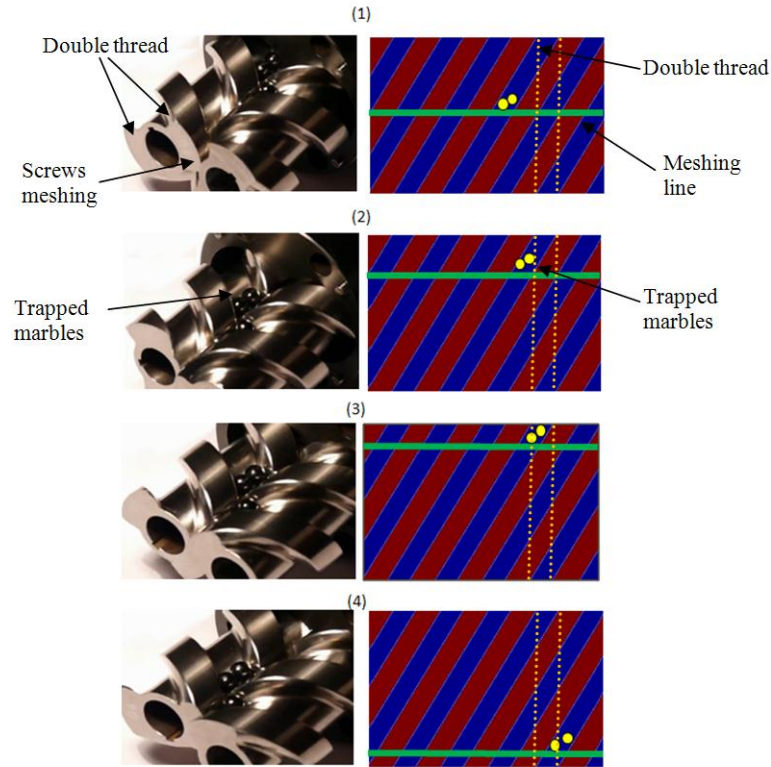 (1)
Double thread
Double thread
Screws
meshing
Meshing
line
(2)
Trapped
marbles
Trapped
marbles
(3)
(4)